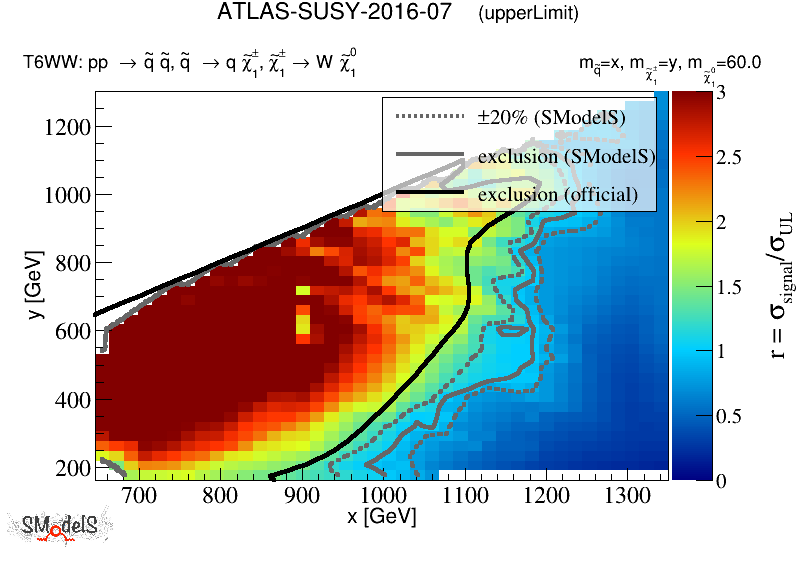 ATLAS-SUSY-2016-07 (upperLimit)
T6WW: pp → q̃ q̃, q̃ → q χ̃₁±, χ̃₁± → W χ̃₁⁰
m_q̃=x, m_χ̃₁±=y, m_χ̃₁⁰=60.0
±20% (SModelS)
exclusion (SModelS)
exclusion (official)
1200
1000
800
600
400
200
y [GeV]
700 800 900 1000 1100 1200 1300
x [GeV]
3
2.5
2
1.5
1
0.5
0
r = σ_signal/σ_UL
SModelS